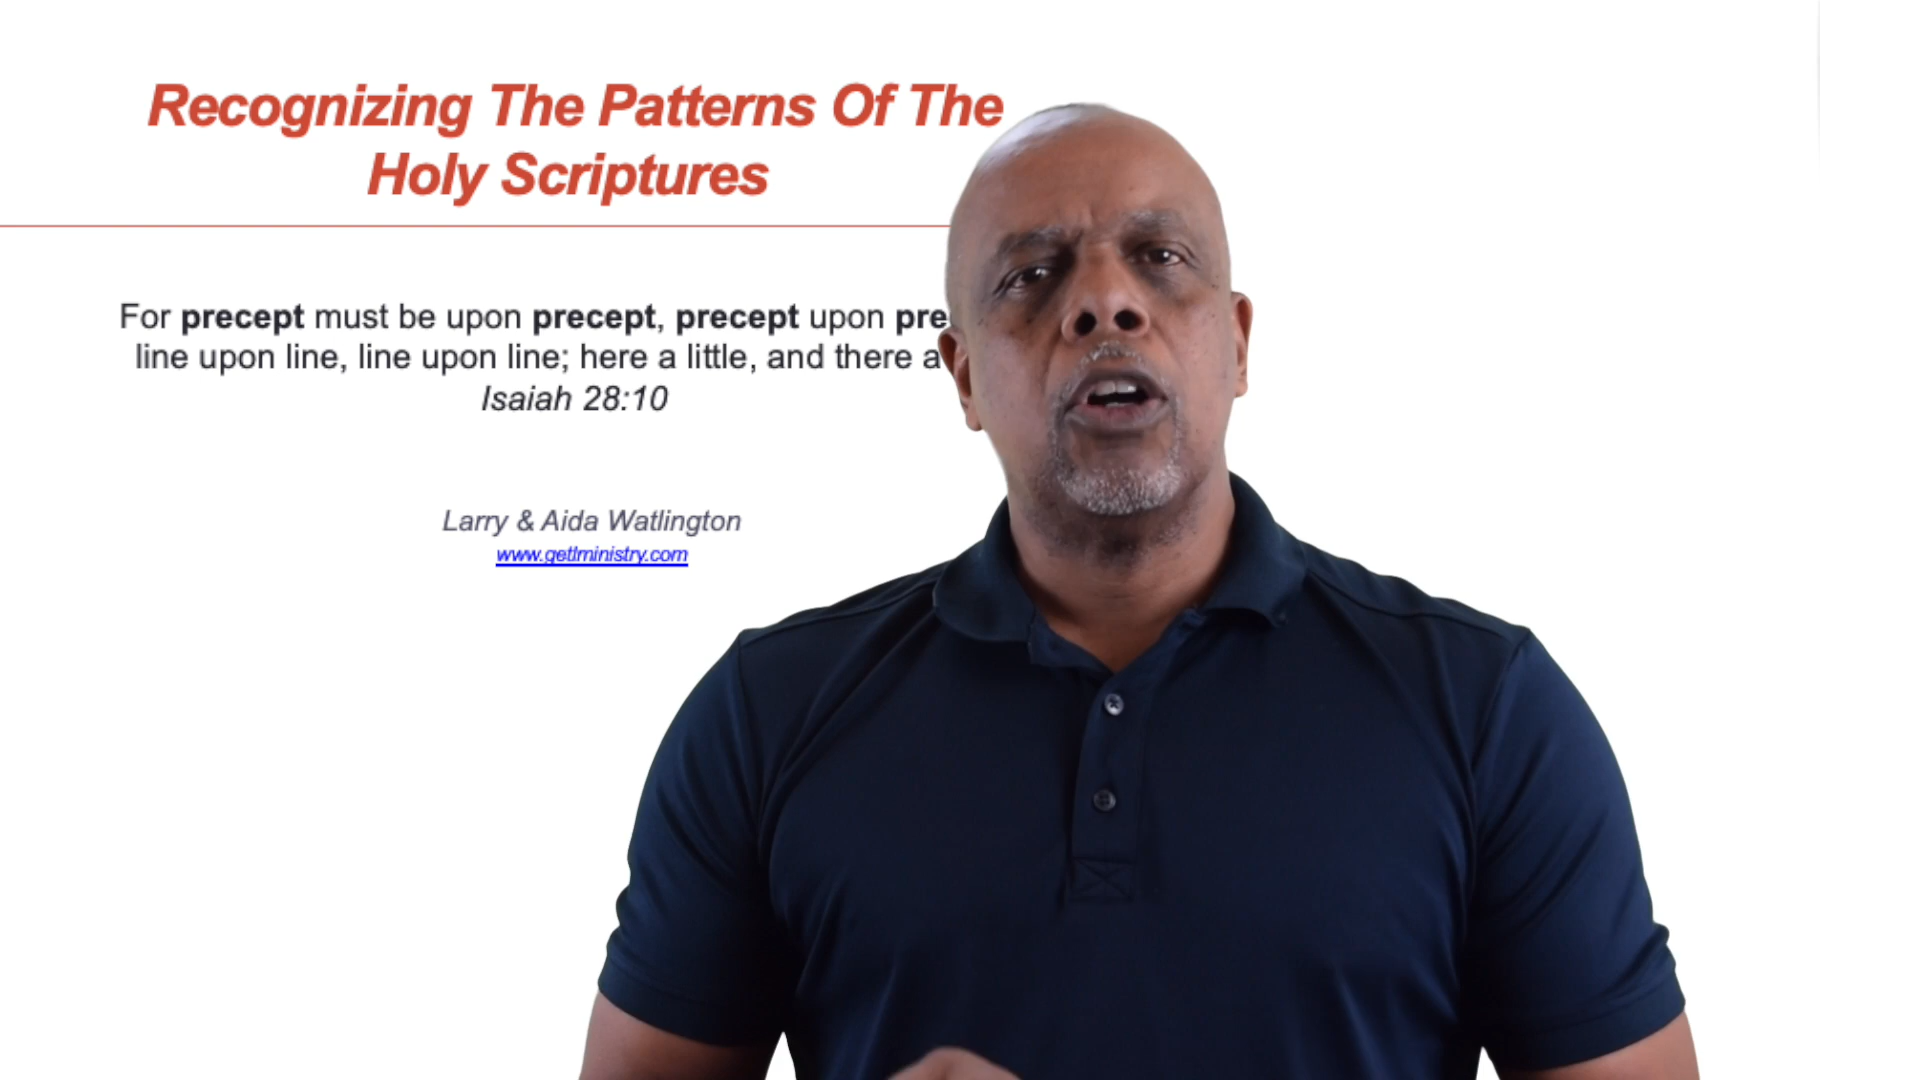 Recognizing The Patterns Of The
Holy Scriptures
For precept must be upon precept, precept upon pre
line upon line, line upon line; here a little, and there a
Isaiah 28:10
Larry & Aida Watlington
www.getlministry.com